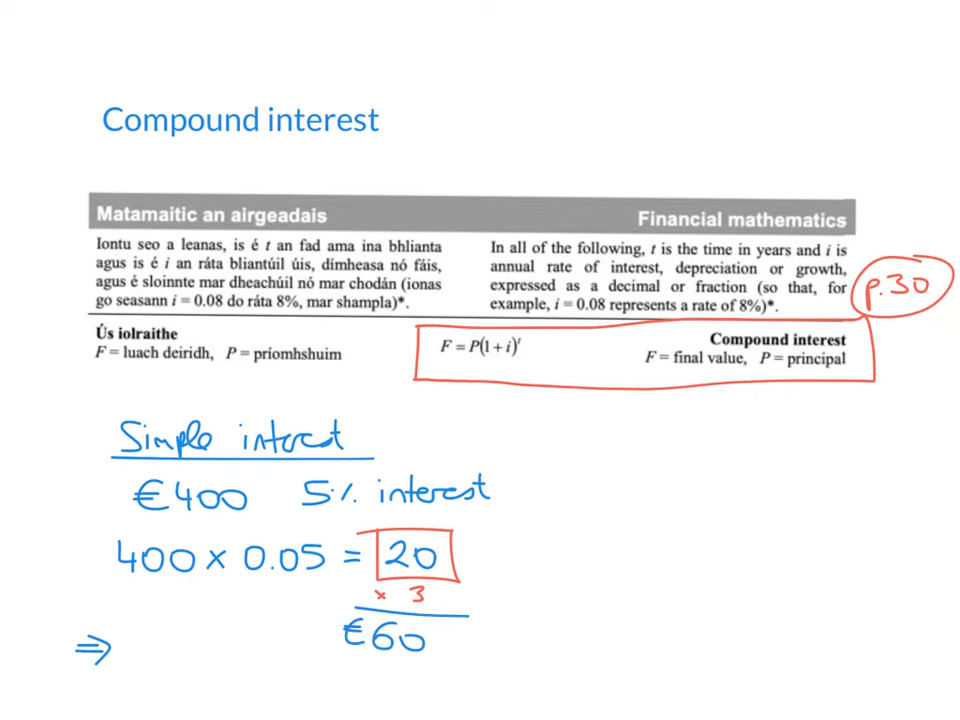 Compound interest
Matamaitic an airgeadais
Financial mathematics
Iontu seo a leanas, is é t an fad ama ina bhlianta
agus is é i an ráta bliantúil úis, dímheasa nó fáis,
agus é sloinnte mar dheachúil nó mar chodán (ionas
go seasann i = 0.08 do ráta 8%, mar shampla)*.
In all of the following, t is the time in years and i is
annual rate of interest, depreciation or growth,
expressed as a decimal or fraction (so that, for
example, i = 0.08 represents a rate of 8%)*.
p.30
Ús iolraithe
F = luach deiridh, P = príomhshuim
F = P(1 + i)^t
Compound interest
F = final value, P = principal
Simple interest
€400 5% interest
400 × 0.05 = 20
× 3
€60
⇒